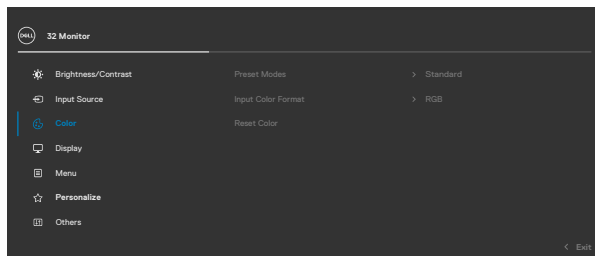 DELL 32 Monitor
Brightness/Contrast Preset Modes > Standard
Input Source Input Color Format > RGB
Color Reset Color
Display
Menu
Personalize
Others
< Exit